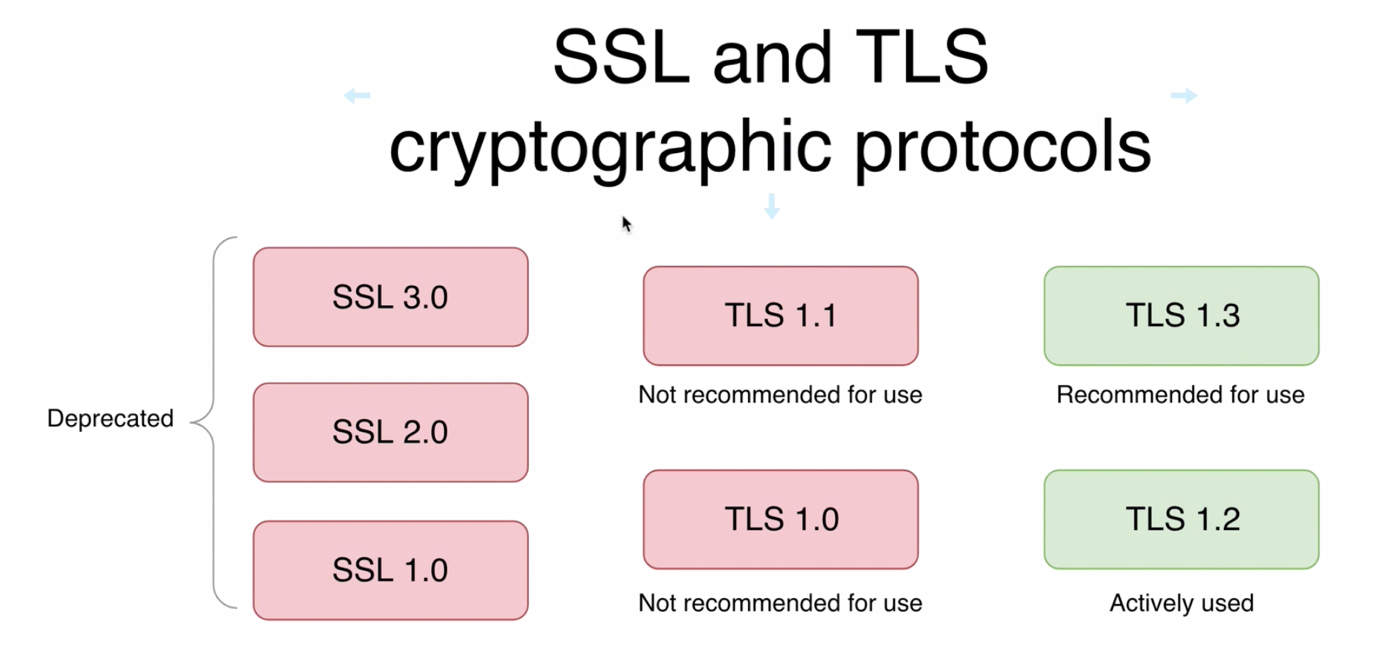 SSL and TLS
cryptographic protocols
Deprecated
SSL 3.0
SSL 2.0
SSL 1.0
TLS 1.1
Not recommended for use
TLS 1.0
Not recommended for use
TLS 1.3
Recommended for use
TLS 1.2
Actively used